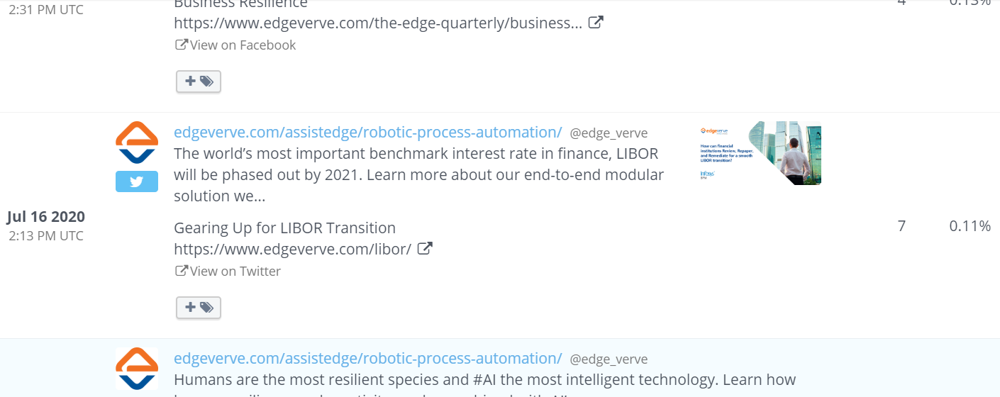 Business Resilience
4 0.13%
2:31 PM UTC
https://www.edgeverve.com/the-edge-quarterly/business...
View on Facebook
edgeverve.com/assistedge/robotic-process-automation/ @edge_verve
The world’s most important benchmark interest rate in finance, LIBOR
will be phased out by 2021. Learn more about our end-to-end modular
solution we...
edgeverve
How can financial
institutions Review, Repaper,
and Remediate for a smooth
LIBOR transition?
Infosys
BPM
Jul 16 2020
2:13 PM UTC
Gearing Up for LIBOR Transition
https://www.edgeverve.com/libor/
View on Twitter
7 0.11%
edgeverve.com/assistedge/robotic-process-automation/ @edge_verve
Humans are the most resilient species and #AI the most intelligent technology. Learn how